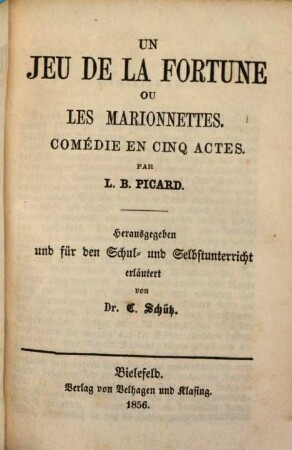 UN
JEU DE LA FORTUNE
OU
LES MARIONNETTES.
COMÉDIE EN CINQ ACTES.
PAR
L. B. PICARD.
Herausgegeben
und für den Schul- und Selbstunterricht
erläutert
von
Dr. C. Schütz.
Bielefeld.
Verlag von Velhagen und Klasing.
1856.